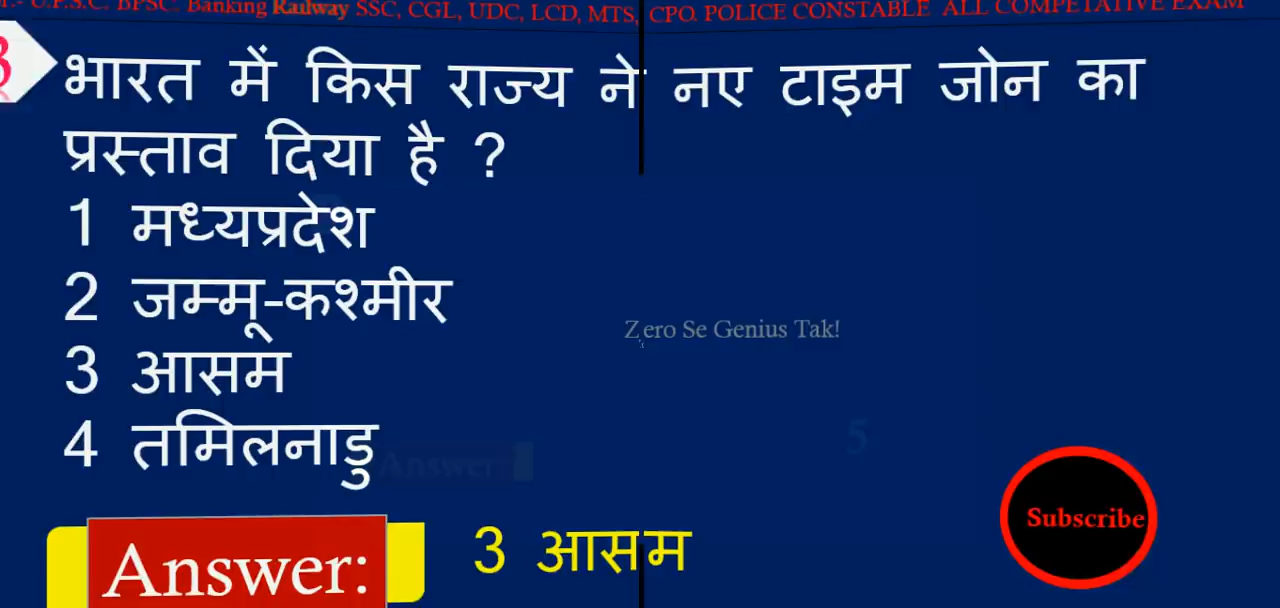 U.P.S.C. BPSC. Banking Railway SSC, CGL, UDC, LCD, MTS, CPO. POLICE CONSTABLE ALL COMPETATIVE EXAM
भारत में किस राज्य ने नए टाइम जोन का
प्रस्ताव दिया है ?
1 मध्यप्रदेश
2 जम्मू-कश्मीर
Zero Se Genius Tak!
3 आसम
4 तमिलनाडु
5
Answer:
Subscribe
Answer: 3 आसम